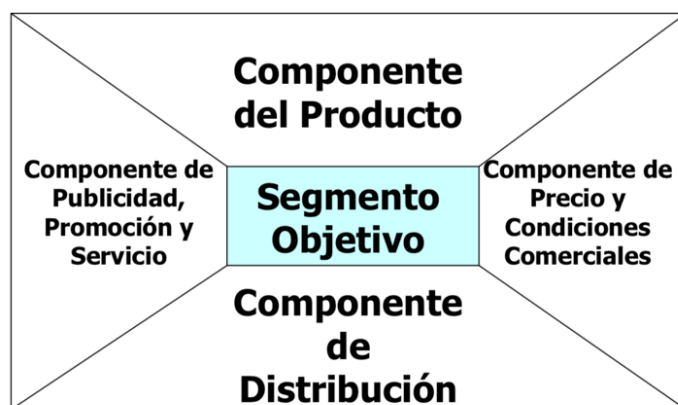 Componente
del Producto
Componente de
Publicidad,
Promoción y
Servicio
Segmento
Objetivo
Componente de
Precio y
Condiciones
Comerciales
Componente
de
Distribución